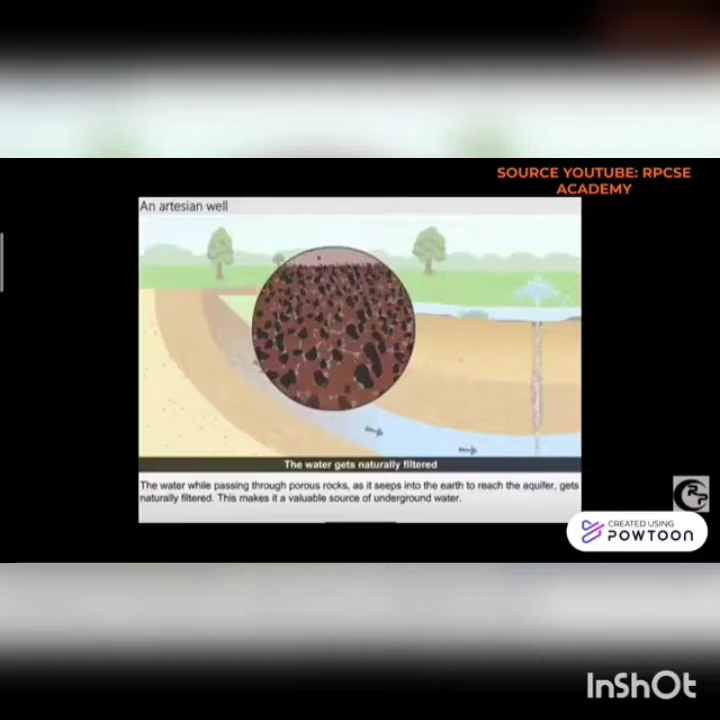 SOURCE YOUTUBE: RPCSE
ACADEMY
An artesian well
The water gets naturally filtered
The water while passing through porous rocks, as it seeps into the earth to reach the aquifer, gets
naturally filtered. This makes it a valuable source of underground water.
RP
CREATED USING
POWTOON
InShOt